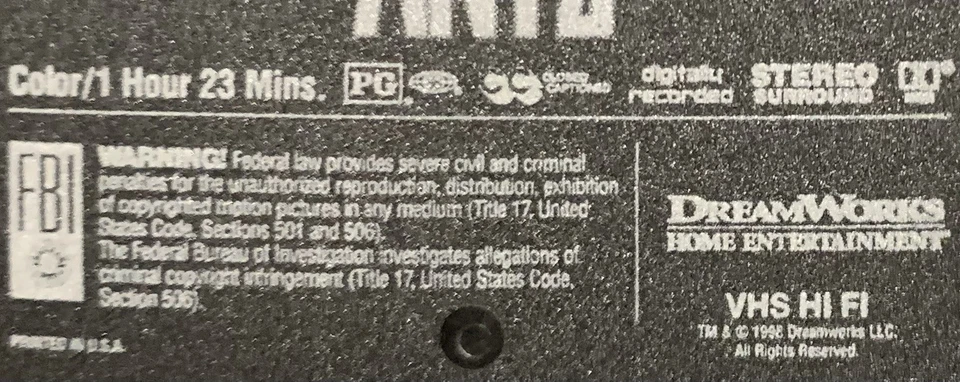 ANTZ
Color/1 Hour 23 Mins. PG CLOSED CAPTIONED digitally recorded STEREO SURROUND
FBI
WARNING! Federal law provides severe civil and criminal
penalties for the unauthorized reproduction, distribution, exhibition
of copyrighted motion pictures in any medium (Title 17, United
States Code, Sections 501 and 506).
The Federal Bureau of Investigation investigates allegations of
criminal copyright infringement (Title 17, United States Code,
Section 506).
PRINTED IN U.S.A.
DREAMWORKS
HOME ENTERTAINMENT
VHS HI FI
TM & © 1998 Dreamworks LLC.
All Rights Reserved.